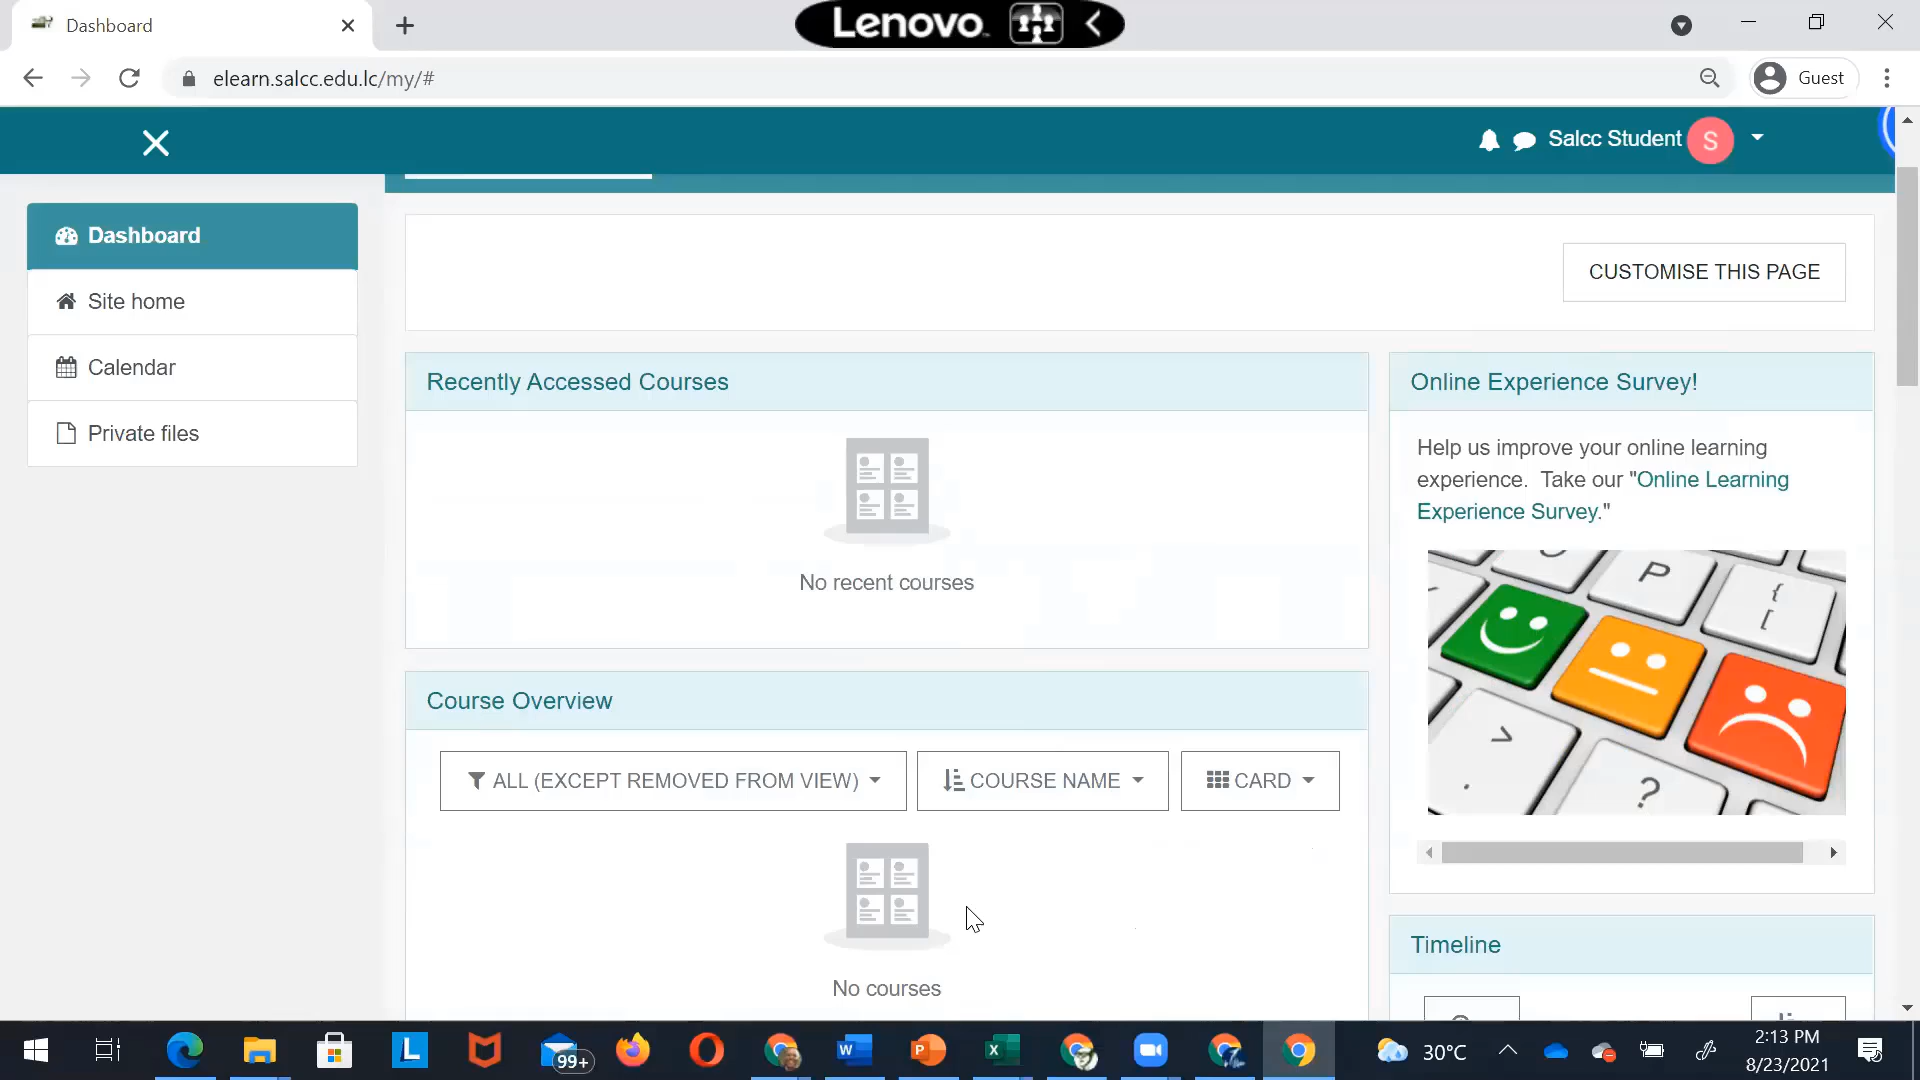 Dashboard
Lenovo
elearn.salcc.edu.lc/my/#
Guest
Salcc Student
S
Dashboard
Site home
Calendar
Private files
CUSTOMISE THIS PAGE
Recently Accessed Courses
No recent courses
Course Overview
ALL (EXCEPT REMOVED FROM VIEW)
COURSE NAME
CARD
No courses
Online Experience Survey!
Help us improve your online learning
experience. Take our "Online Learning
Experience Survey."
P
{
[
>
?
Timeline
L
99+
W
P
X
30°C
2:13 PM
8/23/2021